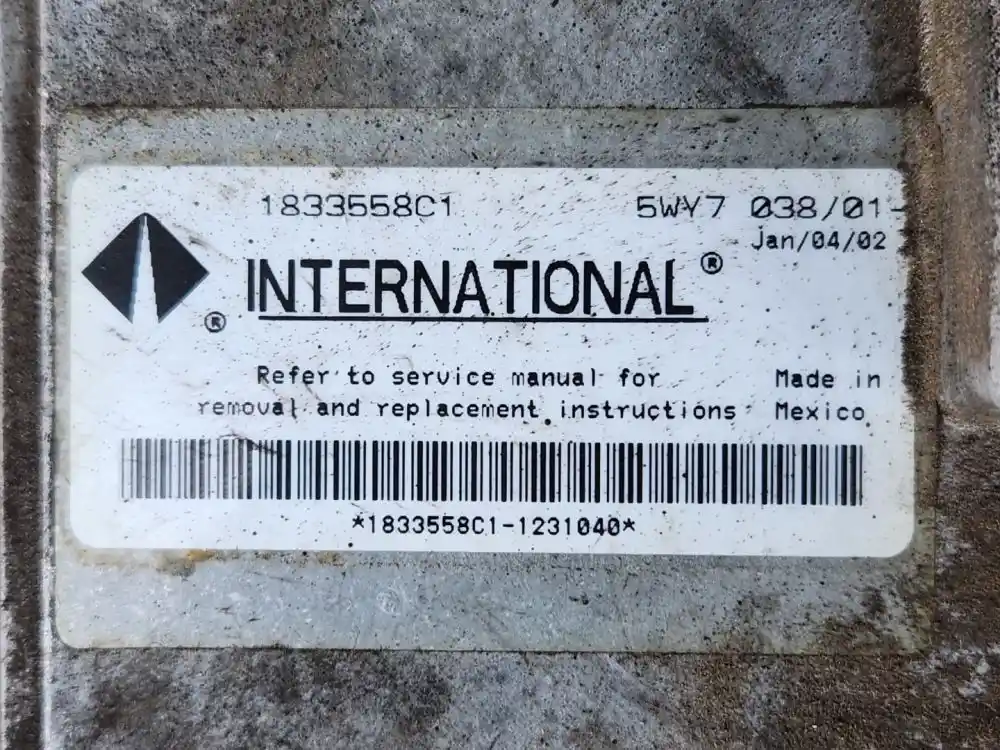 1833558C1 5WY7 038/01-
Jan/04/02
INTERNATIONAL®
®
Refer to service manual for Made in
removal and replacement instructions Mexico
*1833558C1-1231040*